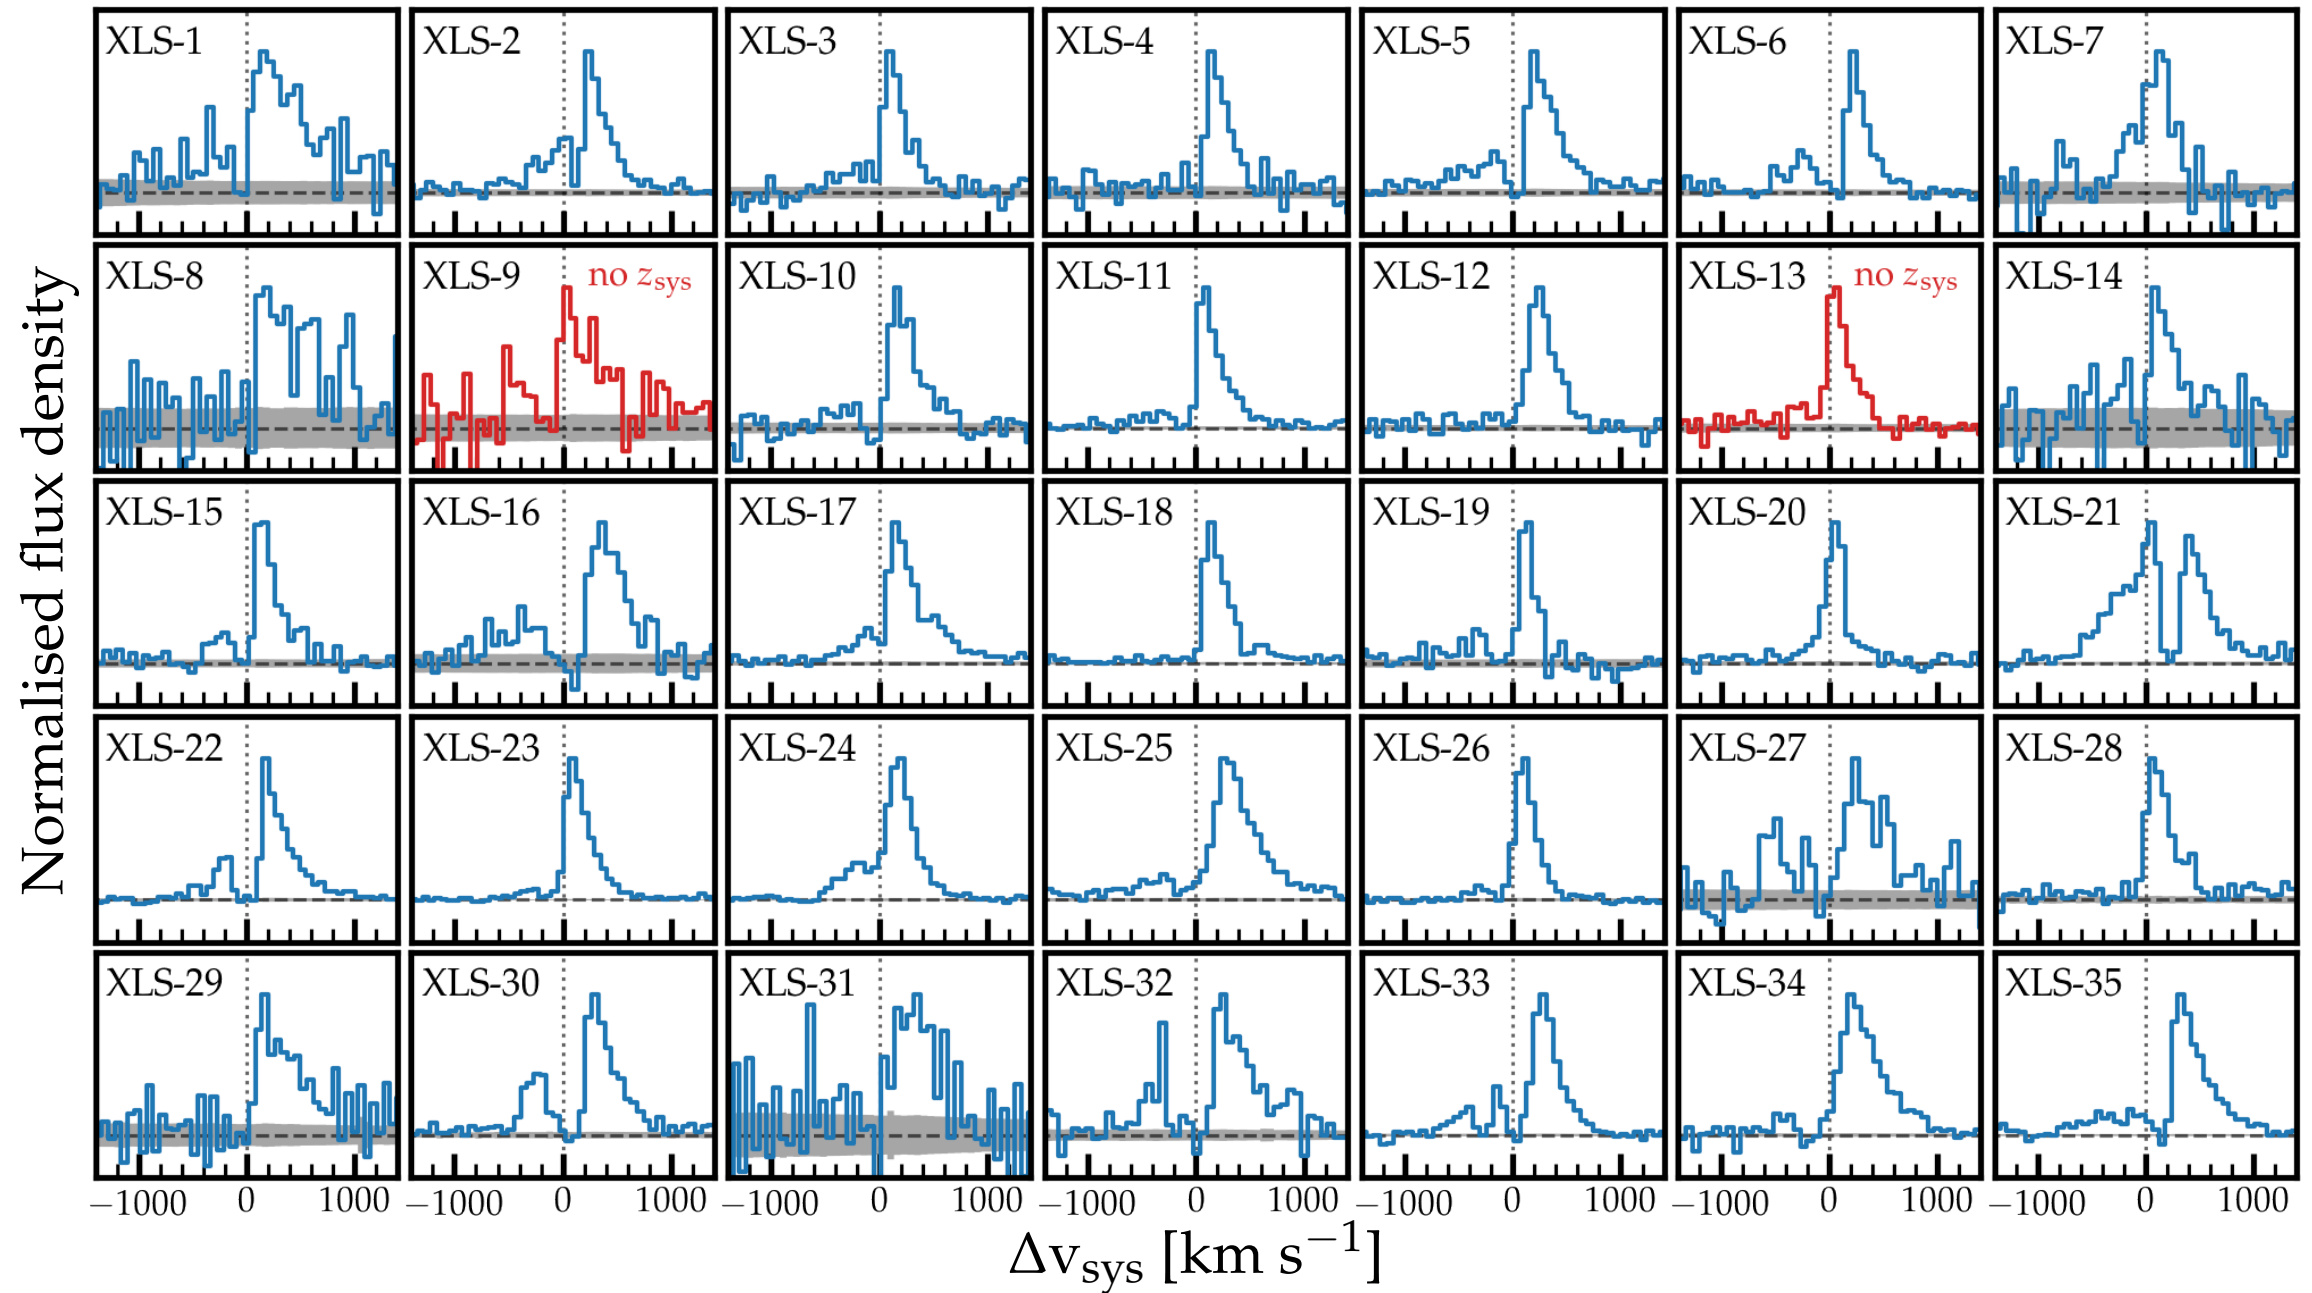 XLS-1 XLS-2 XLS-3 XLS-4 XLS-5 XLS-6 XLS-7
XLS-8 XLS-9 no zsys XLS-10 XLS-11 XLS-12 XLS-13 no zsys XLS-14
XLS-15 XLS-16 XLS-17 XLS-18 XLS-19 XLS-20 XLS-21
XLS-22 XLS-23 XLS-24 XLS-25 XLS-26 XLS-27 XLS-28
XLS-29 XLS-30 XLS-31 XLS-32 XLS-33 XLS-34 XLS-35
−1000 0 1000 −1000 0 1000 −1000 0 1000 −1000 0 1000 −1000 0 1000 −1000 0 1000 −1000 0 1000
Δvsys [km s−1]
Normalised flux density